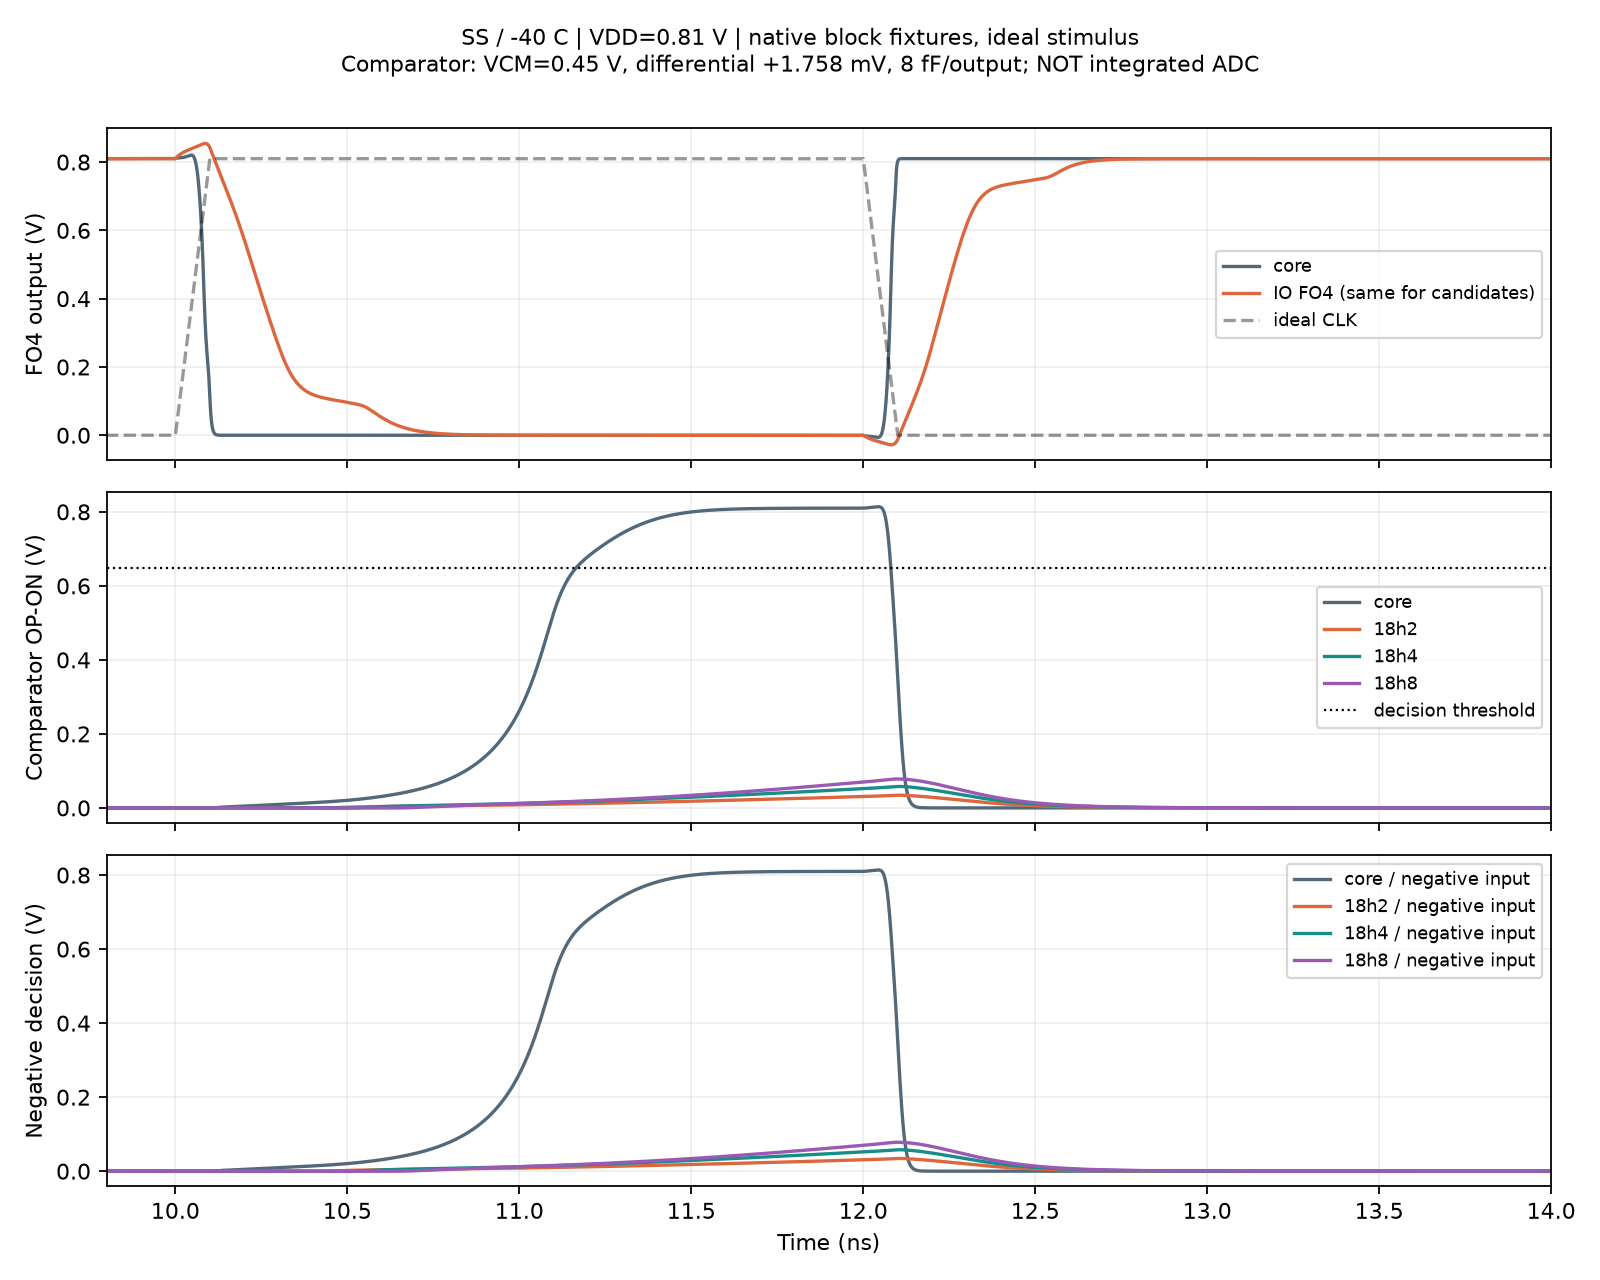 SS / -40 C | VDD=0.81 V | native block fixtures, ideal stimulus
Comparator: VCM=0.45 V, differential +1.758 mV, 8 fF/output; NOT integrated ADC
FO4 output (V)
0.8
0.6
0.4
0.2
0.0
core
IO FO4 (same for candidates)
ideal CLK
Comparator OP-ON (V)
0.8
0.6
0.4
0.2
0.0
core
18h2
18h4
18h8
decision threshold
Negative decision (V)
0.8
0.6
0.4
0.2
0.0
core / negative input
18h2 / negative input
18h4 / negative input
18h8 / negative input
10.0 10.5 11.0 11.5 12.0 12.5 13.0 13.5 14.0
Time (ns)